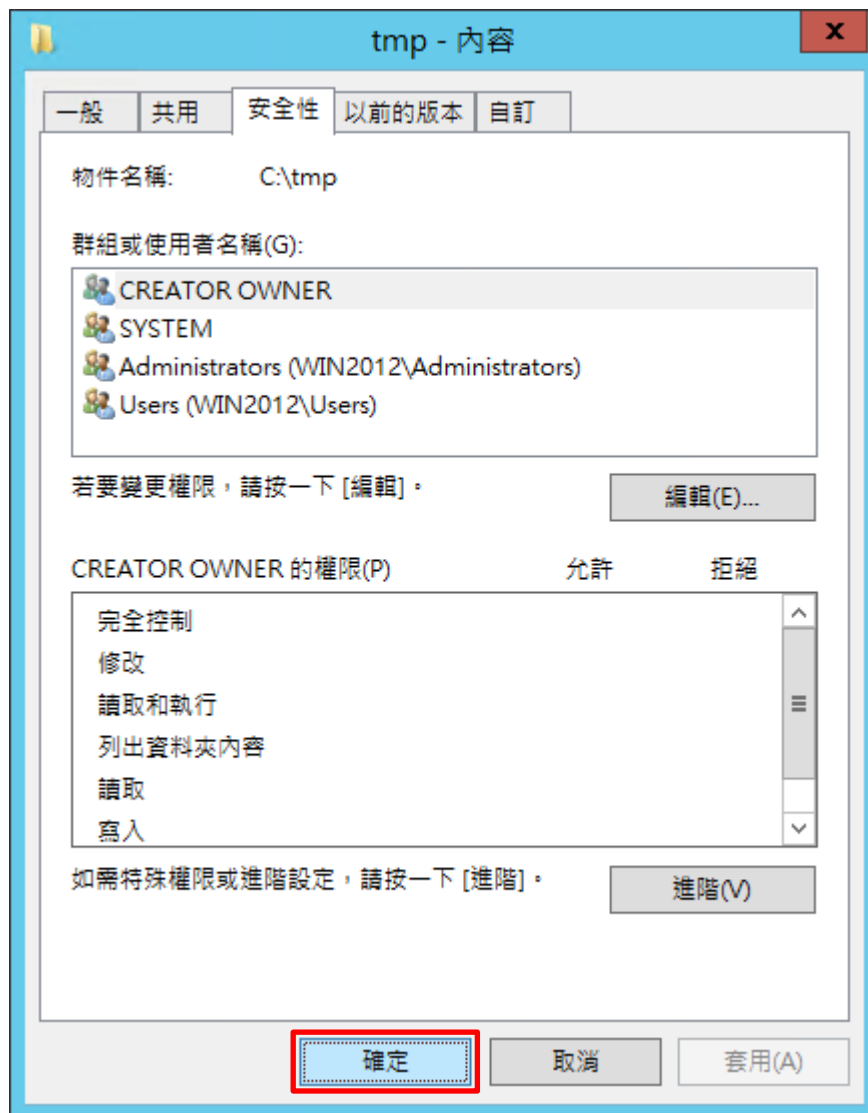 tmp - 內容
x
一般 共用 安全性 以前的版本 自訂
物件名稱: C:\tmp
群組或使用者名稱(G):
CREATOR OWNER
SYSTEM
Administrators (WIN2012\Administrators)
Users (WIN2012\Users)
若要變更權限，請按一下 [編輯]。
編輯(E)...
CREATOR OWNER 的權限(P) 允許 拒絕
完全控制
修改
讀取和執行
列出資料夾內容
讀取
寫入
如需特殊權限或進階設定，請按一下 [進階]。
進階(V)
確定 取消 套用(A)